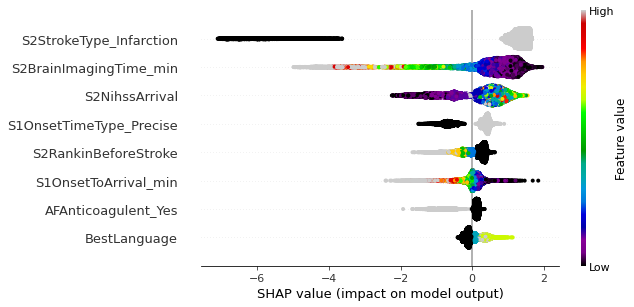 High
S2StrokeType_Infarction
S2BrainImagingTime_min
S2NihssArrival
S1OnsetTimeType_Precise
S2RankinBeforeStroke
S1OnsetToArrival_min
AFAnticoagulent_Yes
BestLanguage
Feature value
Low
−6 −4 −2 0 2
SHAP value (impact on model output)